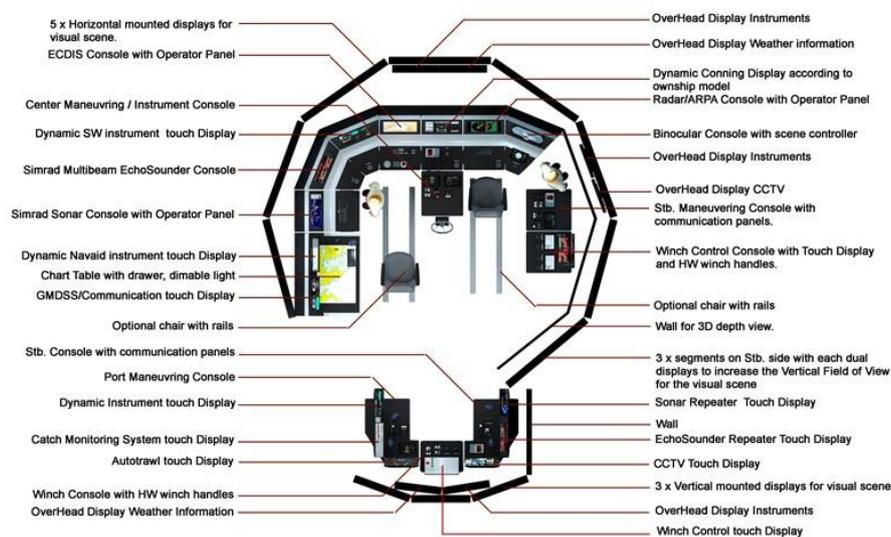 5 x Horizontal mounted displays for
visual scene.
ECDIS Console with Operator Panel
Center Maneuvring / Instrument Console
Dynamic SW instrument  touch Display
Simrad Multibeam EchoSounder Console
Simrad Sonar Console with Operator Panel
Dynamic Navaid instrument touch Display
Chart Table with drawer, dimable light
GMDSS/Communication touch Display
Optional chair with rails
Stb. Console with communication panels
Port Maneuvring Console
Dynamic Instrument touch Display
Catch Monitoring System touch Display
Autotrawl touch Display
Winch Console with HW winch handles
OverHead Display Weather Information
OverHead Display Instruments
OverHead Display Weather information
Dynamic Conning Display according to
ownship model
Radar/ARPA Console with Operator Panel
Binocular Console with scene controller
OverHead Display Instruments
OverHead Display CCTV
Stb. Maneuvering Console with
communication panels.
Winch Control Console with Touch Display
and HW winch handles.
Optional chair with rails
Wall for 3D depth view.
3 x segments on Stb. side with each dual
displays to increase the Vertical Field of View
for the visual scene
Sonar Repeater  Touch Display
Wall
EchoSounder Repeater Touch Display
CCTV Touch Display
3 x Vertical mounted displays for visual scene
OverHead Display Instruments
Winch Control touch Display